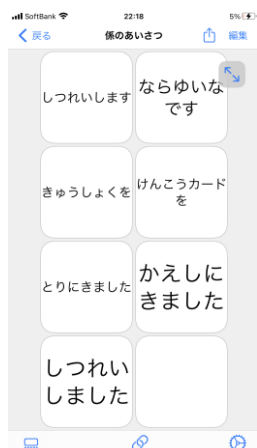 SoftBank 22:18 5%
戻る 係のあいさつ 編集
しつれいします
ならゆいな
です
きゅうしょくを
けんこうカード
を
とりにきました
かえしに
きました
しつれい
しました